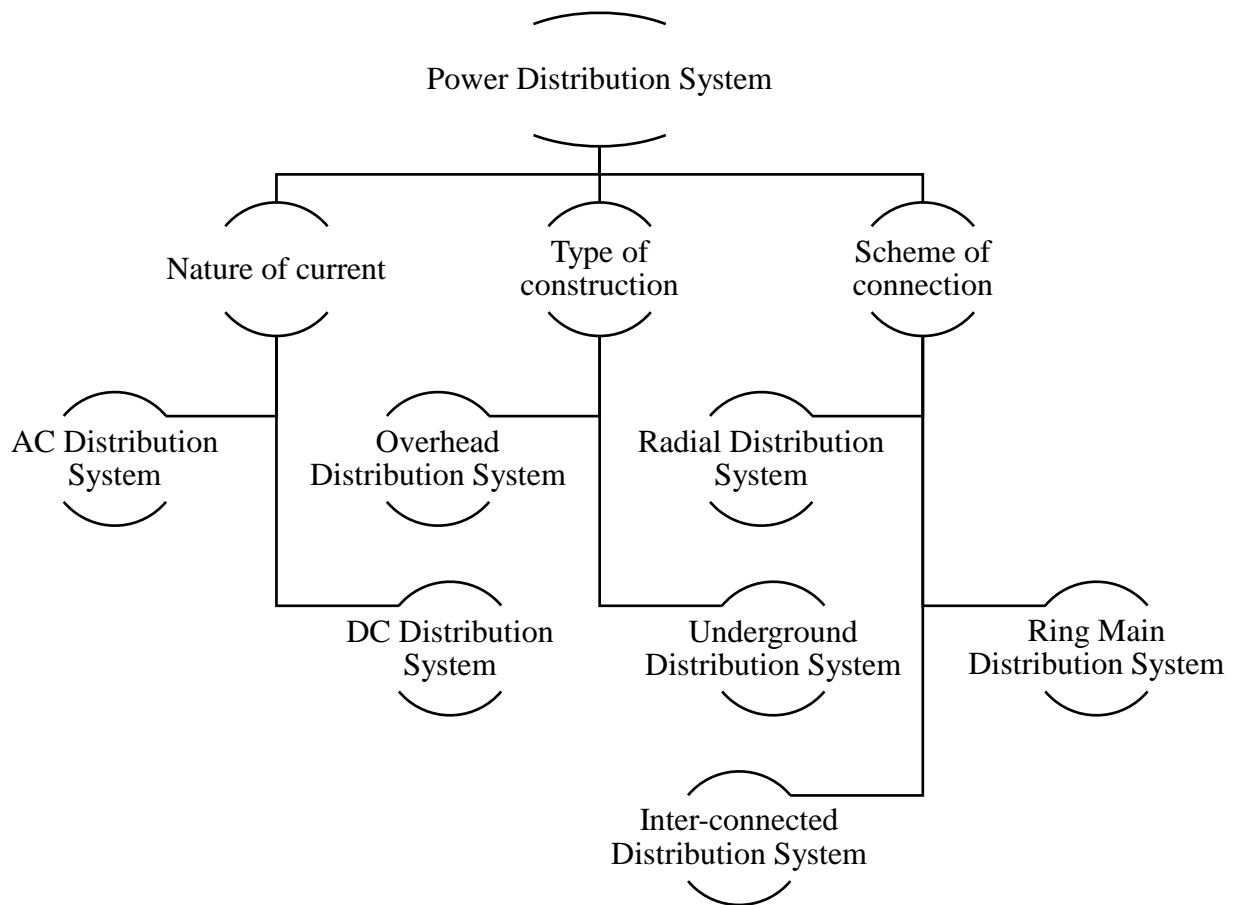 Power Distribution System
Nature of current
Type of
construction
Scheme of
connection
AC Distribution
System
Overhead
Distribution System
Radial Distribution
System
DC Distribution
System
Underground
Distribution System
Ring Main
Distribution System
Inter-connected
Distribution System